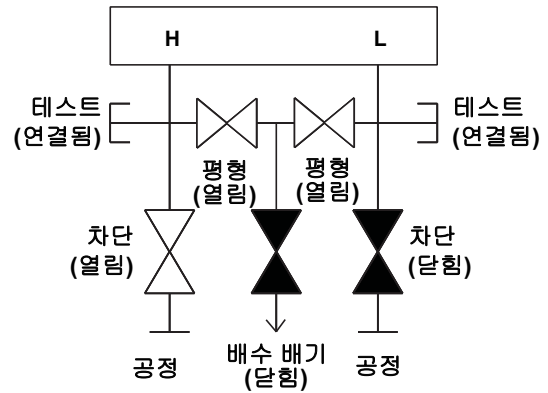 H
L
테스트
(연결됨)
테스트
(연결됨)
평형
(열림)
평형
(열림)
차단
(열림)
차단
(닫힘)
공정
배수 배기
(닫힘)
공정